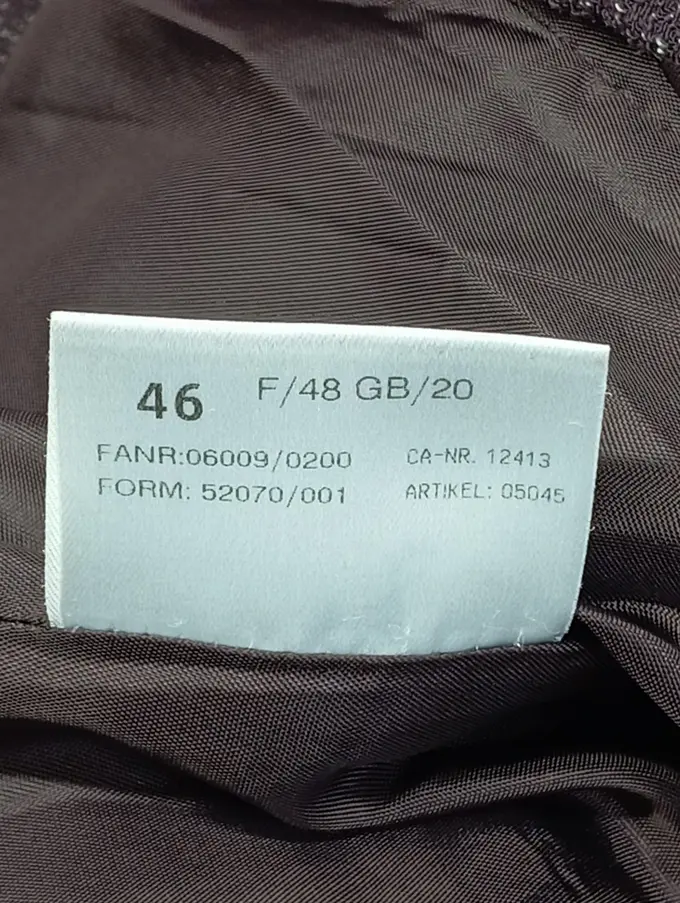 46 F/48 GB/20
FANR:06009/0200 CA-NR. 12413
FORM: 52070/001 ARTIKEL: 05045